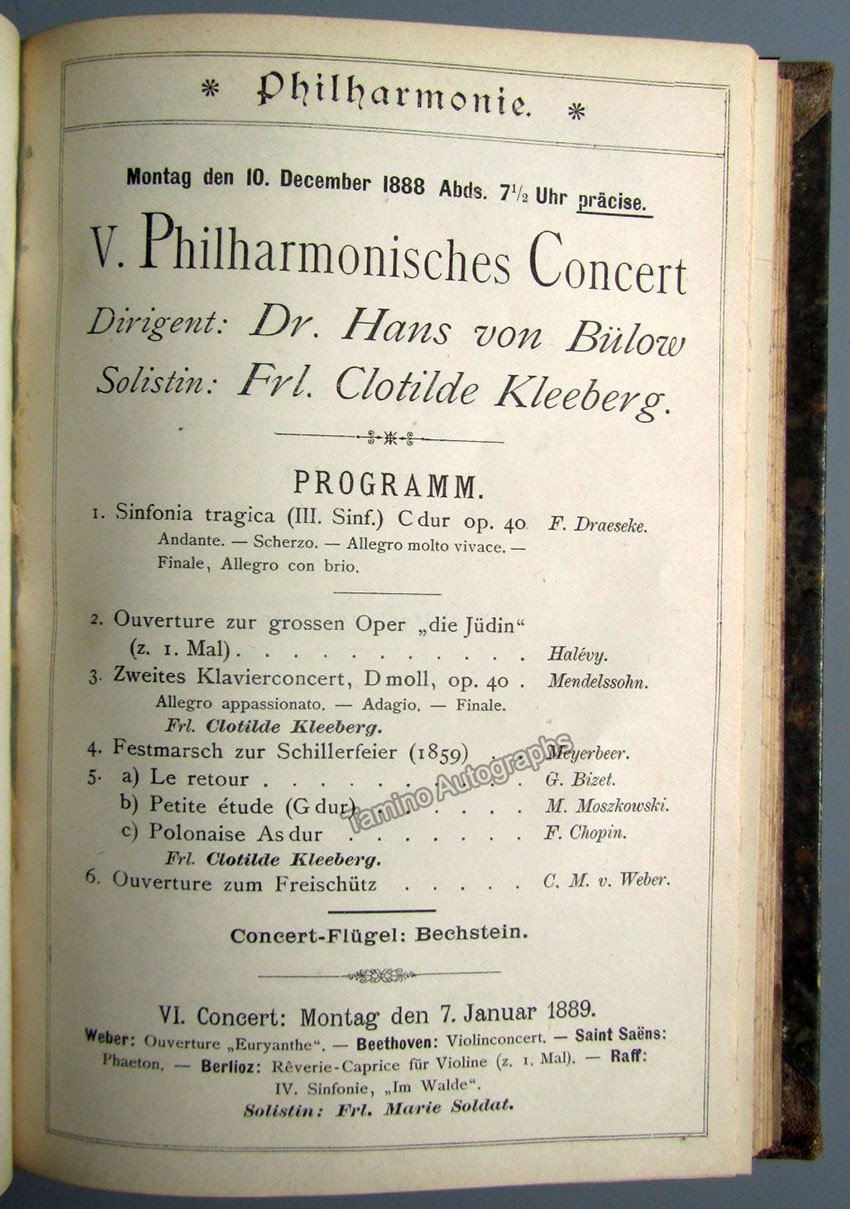 * Philharmonie. *
Montag den 10. December 1888 Abds. 7½ Uhr präcise.
V. Philharmonisches Concert
Dirigent: Dr. Hans von Bülow
Solistin: Frl. Clotilde Kleeberg.
PROGRAMM.
1. Sinfonia tragica (III. Sinf.) C dur op. 40 F. Draeseke.
Andante. — Scherzo. — Allegro molto vivace. —
Finale, Allegro con brio.
2. Ouverture zur grossen Oper „die Jüdin“
(z. 1. Mal) . . . . . . . . . . . . Halévy.
3. Zweites Klavierconcert, D moll, op. 40 . Mendelssohn.
Allegro appassionato. — Adagio. — Finale.
Frl. Clotilde Kleeberg.
4. Festmarsch zur Schillerfeier (1859) . . Meyerbeer.
5. a) Le retour . . . . . . . . . . G. Bizet.
b) Petite étude (G dur) . . . . . . M. Moszkowski.
c) Polonaise As dur . . . . . . . F. Chopin.
Frl. Clotilde Kleeberg.
6. Ouverture zum Freischütz . . . . . C. M. v. Weber.
Concert-Flügel: Bechstein.
VI. Concert: Montag den 7. Januar 1889.
Weber: Ouverture „Euryanthe“. — Beethoven: Violinconcert. — Saint Saëns:
Phaeton. — Berlioz: Rêverie-Caprice für Violine (z. 1. Mal). — Raff:
IV. Sinfonie, „Im Walde“.
Solistin: Frl. Marie Soldat.
Tamino Autographs